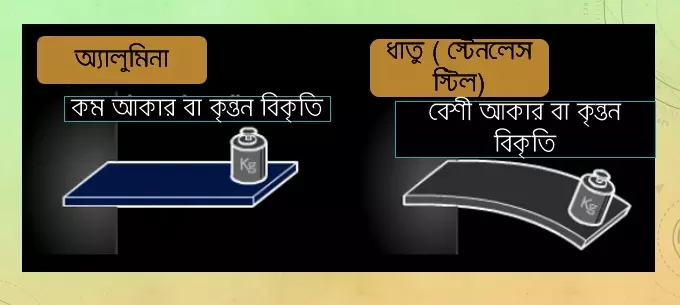 অ্যালুমিনা
কম আকার বা কৃন্তন বিকৃতি
Kg
ধাতু ( স্টেনলেস
স্টিল)
বেশী আকার বা কৃন্তন
বিকৃতি
Kg